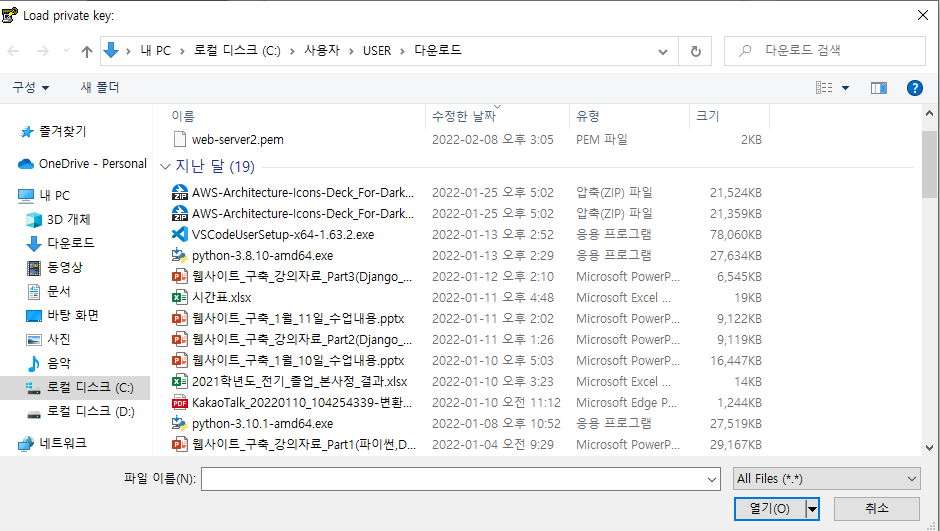 Load private key:
내 PC > 로컬 디스크 (C:) > 사용자 > USER > 다운로드
다운로드 검색
구성
새 폴더
이름 수정한 날짜 유형 크기
web-server2.pem 2022-02-08 오후 3:05 PEM 파일 2KB
지난 달 (19)
AWS-Architecture-Icons-Deck_For-Dark... 2022-01-25 오후 5:02 압축(ZIP) 파일 21,524KB
AWS-Architecture-Icons-Deck_For-Dark... 2022-01-25 오후 5:02 압축(ZIP) 파일 21,359KB
VSCodeUserSetup-x64-1.63.2.exe 2022-01-13 오후 2:52 응용 프로그램 78,060KB
python-3.8.10-amd64.exe 2022-01-13 오후 2:29 응용 프로그램 27,634KB
웹사이트_구축_강의자료_Part3(Django_... 2022-01-12 오후 2:10 Microsoft PowerP... 6,545KB
시간표.xlsx 2022-01-11 오후 4:48 Microsoft Excel ... 19KB
웹사이트_구축_1월_11일_수업내용.pptx 2022-01-11 오후 2:02 Microsoft PowerP... 9,122KB
웹사이트_구축_강의자료_Part2(Django_... 2022-01-11 오후 1:26 Microsoft PowerP... 9,119KB
웹사이트_구축_1월_10일_수업내용.pptx 2022-01-10 오후 5:03 Microsoft PowerP... 16,447KB
2021학년도_전기_졸업_본사정_결과.xlsx 2022-01-10 오후 3:23 Microsoft Excel ... 14KB
KakaoTalk_20220110_104254339-변환... 2022-01-10 오전 11:12 Microsoft Edge P... 1,244KB
python-3.10.1-amd64.exe 2022-01-08 오후 10:52 응용 프로그램 27,519KB
웹사이트_구축_강의자료_Part1(파이썬,D... 2022-01-04 오전 9:29 Microsoft PowerP... 29,167KB
즐겨찾기
OneDrive - Personal
내 PC
3D 개체
다운로드
동영상
문서
바탕 화면
사진
음악
로컬 디스크 (C:)
로컬 디스크 (D:)
네트워크
파일 이름(N):
All Files (*.*)
열기(O)
취소